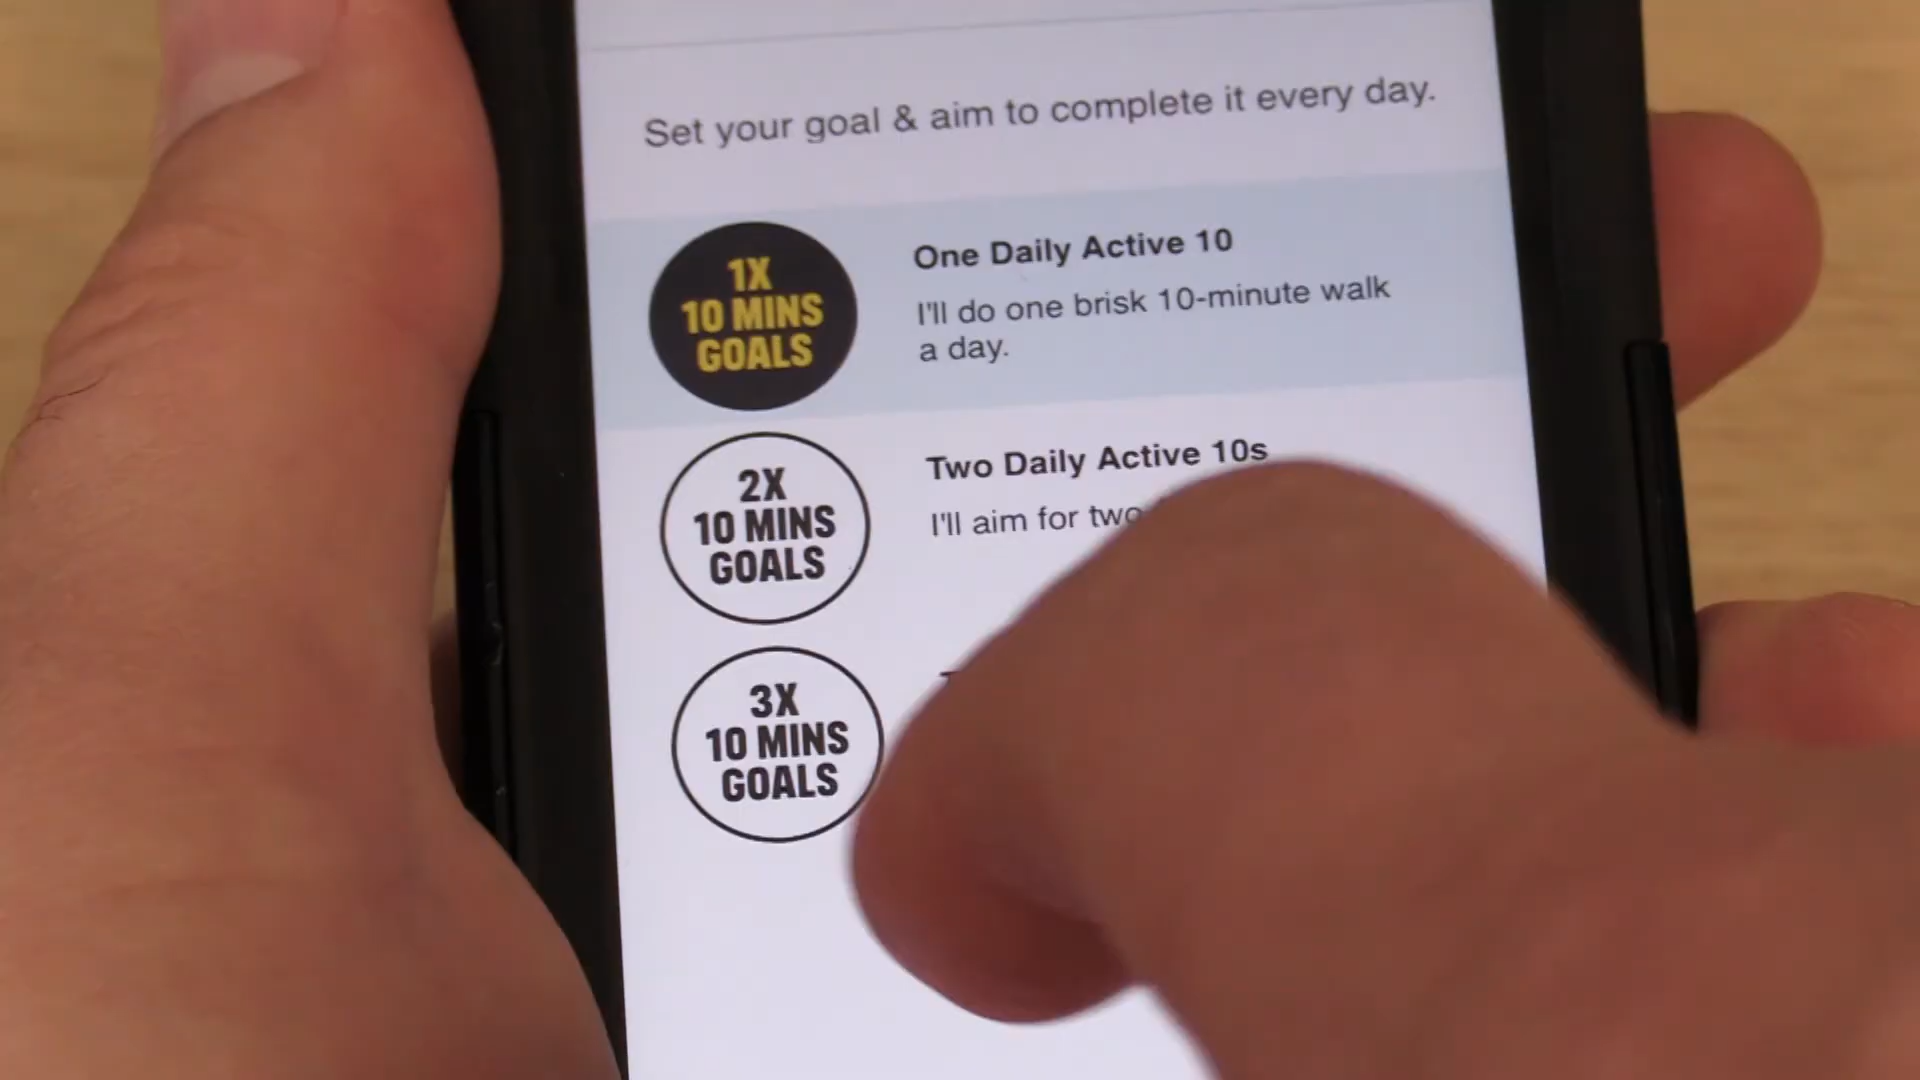 Set your goal & aim to complete it every day.
1X
10 MINS
GOALS
One Daily Active 10
I'll do one brisk 10-minute walk
a day.
2X
10 MINS
GOALS
Two Daily Active 10s
I'll aim for two
3X
10 MINS
GOALS